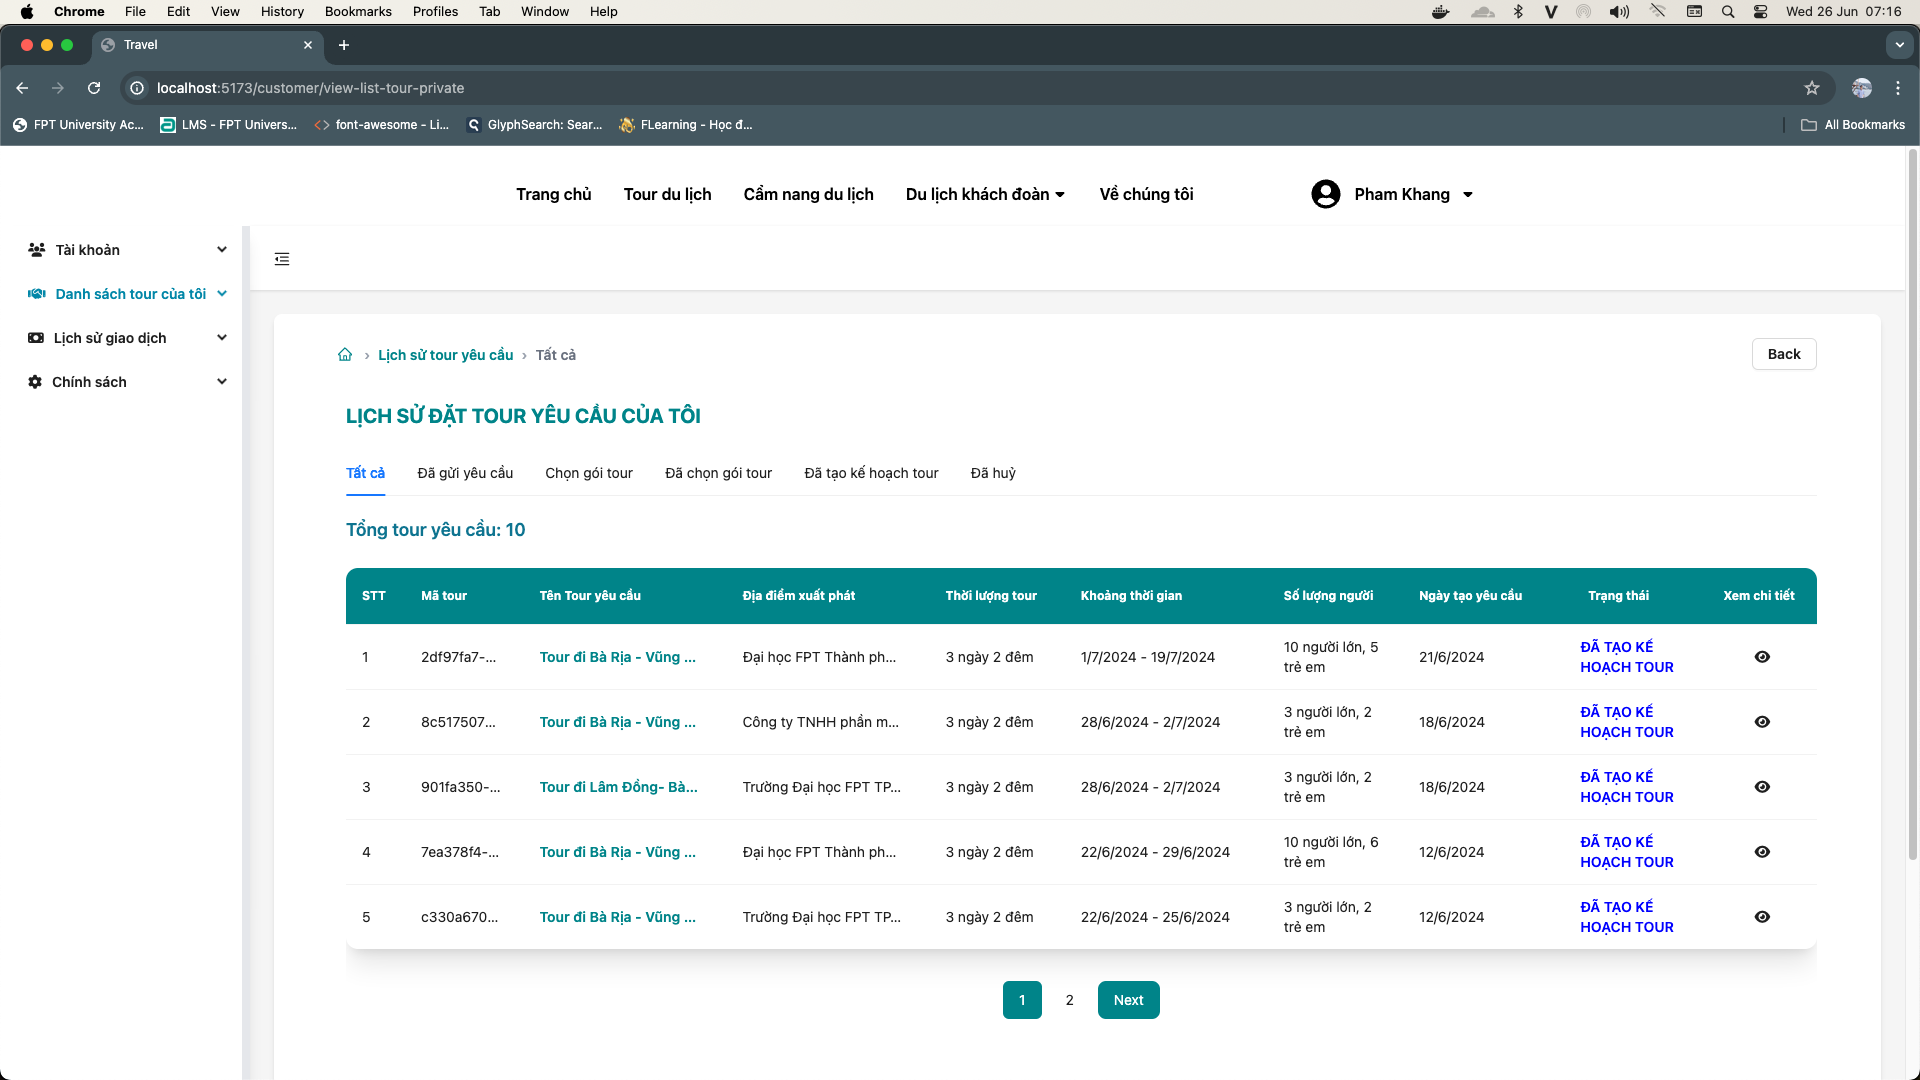 Chrome File Edit View History Bookmarks Profiles Tab Window Help
Wed 26 Jun 07:16
Travel
localhost:5173/customer/view-list-tour-private
FPT University Ac... LMS - FPT Univers... font-awesome - Li... GlyphSearch: Sear... FLearning - Học đ... All Bookmarks
Trang chủ Tour du lịch Cẩm nang du lịch Du lịch khách đoàn Về chúng tôi Pham Khang
Tài khoản
Danh sách tour của tôi
Lịch sử giao dịch
Chính sách
Lịch sử tour yêu cầu › Tất cả
Back
LỊCH SỬ ĐẶT TOUR YÊU CẦU CỦA TÔI
Tất cả Đã gửi yêu cầu Chọn gói tour Đã chọn gói tour Đã tạo kế hoạch tour Đã huỷ
Tổng tour yêu cầu: 10
STT Mã tour Tên Tour yêu cầu Địa điểm xuất phát Thời lượng tour Khoảng thời gian Số lượng người Ngày tạo yêu cầu Trạng thái Xem chi tiết
1 2df97fa7-... Tour đi Bà Rịa - Vũng ... Đại học FPT Thành ph... 3 ngày 2 đêm 1/7/2024 - 19/7/2024 10 người lớn, 5 trẻ em 21/6/2024 ĐÃ TẠO KẾ HOẠCH TOUR
2 8c517507... Tour đi Bà Rịa - Vũng ... Công ty TNHH phần m... 3 ngày 2 đêm 28/6/2024 - 2/7/2024 3 người lớn, 2 trẻ em 18/6/2024 ĐÃ TẠO KẾ HOẠCH TOUR
3 901fa350-... Tour đi Lâm Đồng- Bà... Trường Đại học FPT TP... 3 ngày 2 đêm 28/6/2024 - 2/7/2024 3 người lớn, 2 trẻ em 18/6/2024 ĐÃ TẠO KẾ HOẠCH TOUR
4 7ea378f4-... Tour đi Bà Rịa - Vũng ... Đại học FPT Thành ph... 3 ngày 2 đêm 22/6/2024 - 29/6/2024 10 người lớn, 6 trẻ em 12/6/2024 ĐÃ TẠO KẾ HOẠCH TOUR
5 c330a670... Tour đi Bà Rịa - Vũng ... Trường Đại học FPT TP... 3 ngày 2 đêm 22/6/2024 - 25/6/2024 3 người lớn, 2 trẻ em 12/6/2024 ĐÃ TẠO KẾ HOẠCH TOUR
1 2 Next